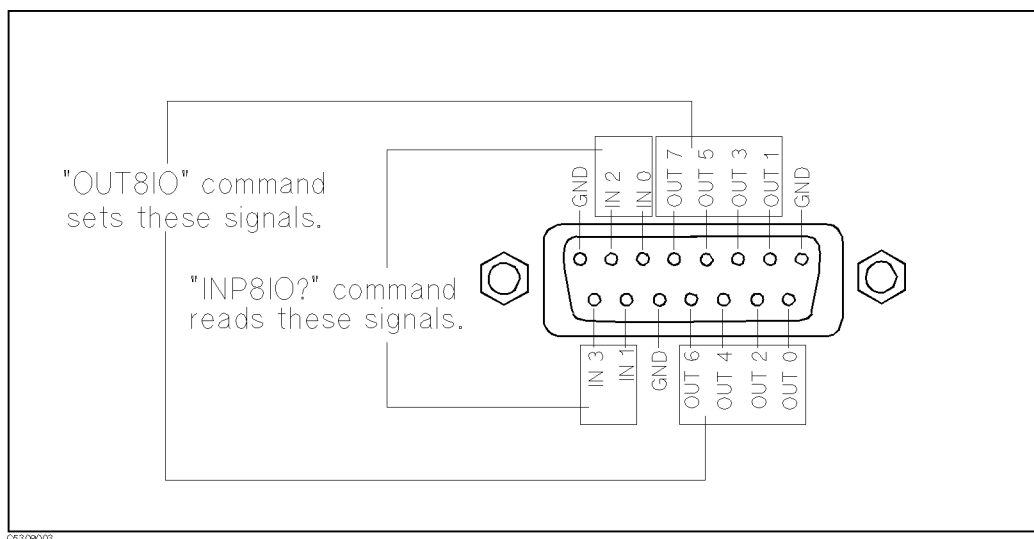 "OUT8IO" command
sets these signals.
"INP8IO?" command
reads these signals.
GND
IN 2
IN 0
OUT 7
OUT 5
OUT 3
OUT 1
GND
IN 3
IN 1
GND
OUT 6
OUT 4
OUT 2
OUT 0